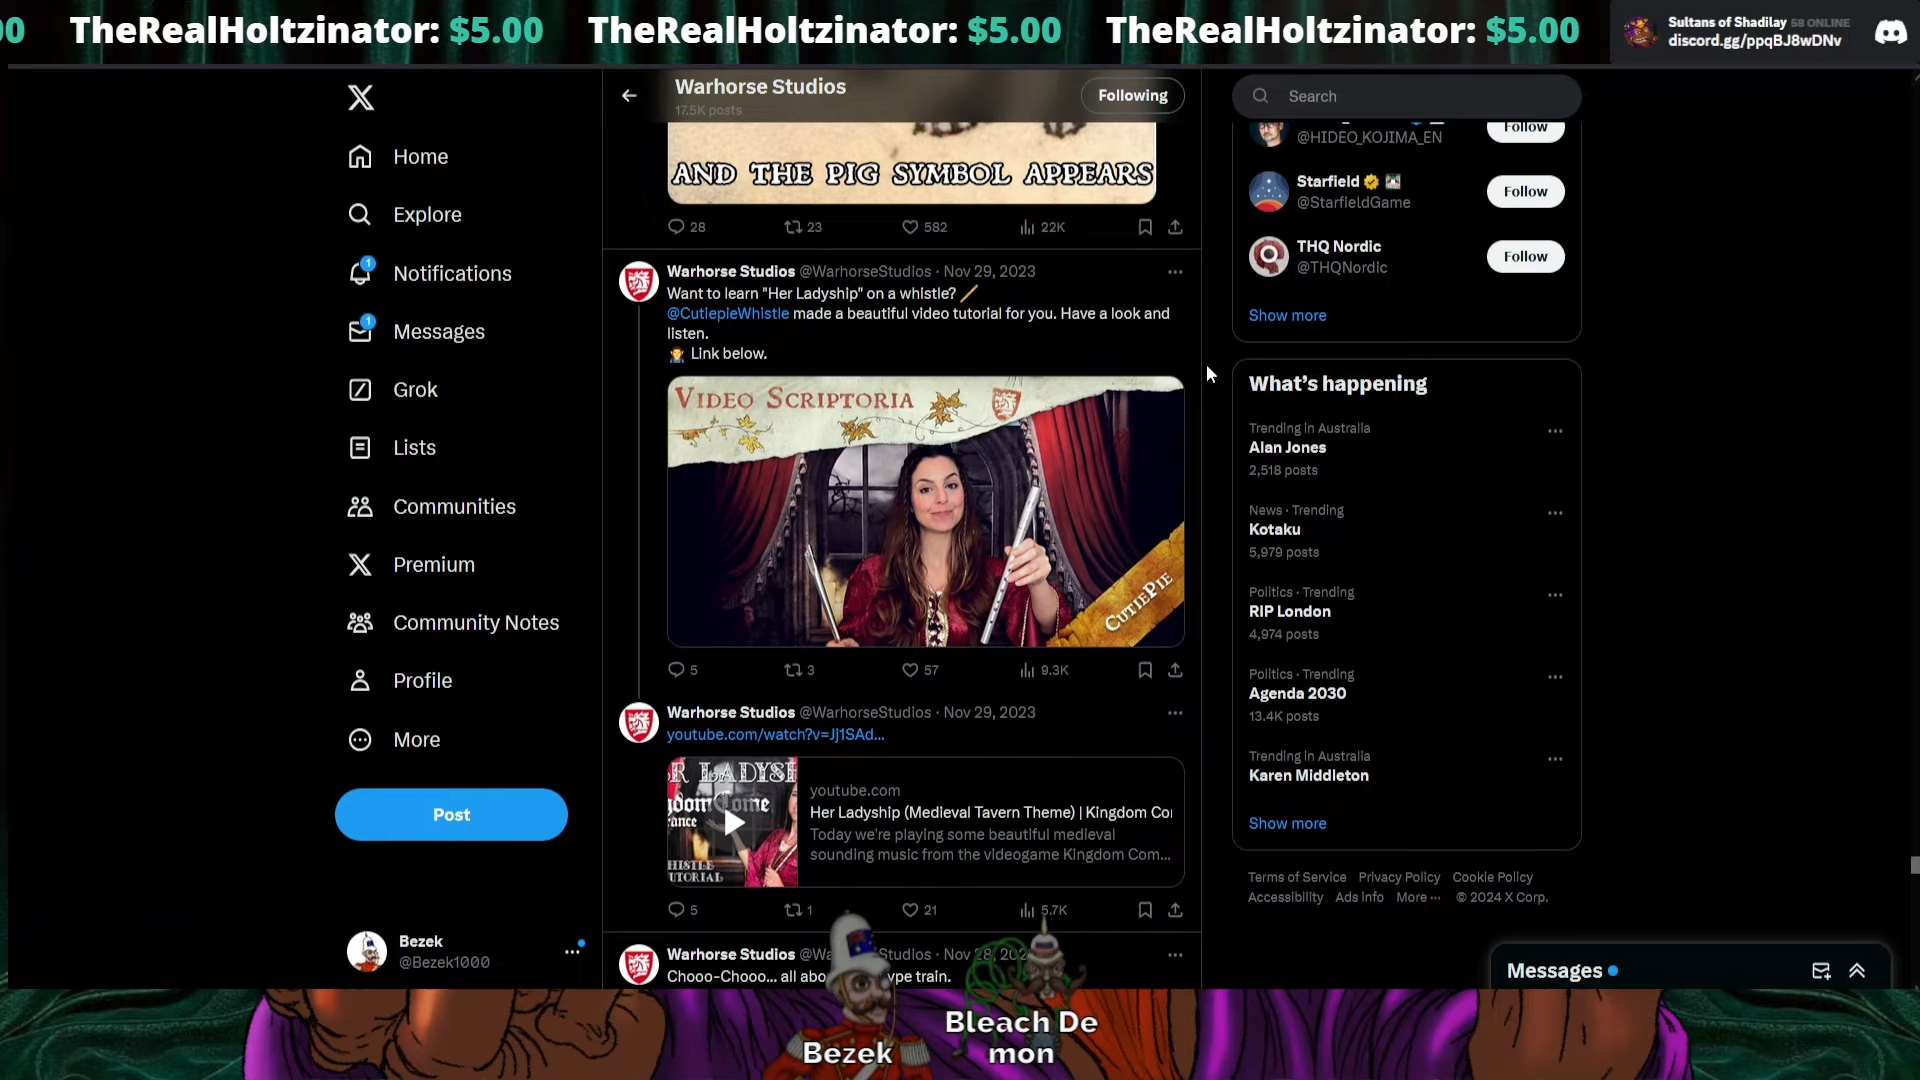 TheRealHoltzinator: $5.00 TheRealHoltzinator: $5.00 TheRealHoltzinator: $5.00
Sultans of Shadilay 58 ONLINE
discord.gg/ppqBJ8wDNv
Home
Explore
1
Notifications
1
Messages
Grok
Lists
Communities
Premium
Community Notes
Profile
More
Post
Bezek
@Bezek1000
Warhorse Studios
17.5K posts
Following
AND THE PIG SYMBOL APPEARS
28 23 582 22K
Warhorse Studios @WarhorseStudios · Nov 29, 2023
Want to learn "Her Ladyship" on a whistle?
@CutiepieWhistle made a beautiful video tutorial for you. Have a look and
listen.
Link below.
VIDEO SCRIPTORIA
CUTIEPIE
5 3 57 9.3K
Warhorse Studios @WarhorseStudios · Nov 29, 2023
youtube.com/watch?v=Jj1SAd...
youtube.com
Her Ladyship (Medieval Tavern Theme) | Kingdom Co
Today we're playing some beautiful medieval
sounding music from the videogame Kingdom Com...
5 1 21 5.7K
Warhorse Studios
Chooo-Chooo... all
train.
Search
@HIDEO_KOJIMA_EN
Follow
Starfield
@StarfieldGame
Follow
THQ Nordic
@THQNordic
Follow
Show more
What's happening
Trending in Australia
Alan Jones
2,518 posts
News · Trending
Kotaku
5,979 posts
Politics · Trending
RIP London
4,974 posts
Politics · Trending
Agenda 2030
13.4K posts
Trending in Australia
Karen Middleton
Show more
Terms of Service Privacy Policy Cookie Policy
Accessibility Ads info More ··· © 2024 X Corp.
Messages
Bezek
Bleach De
mon